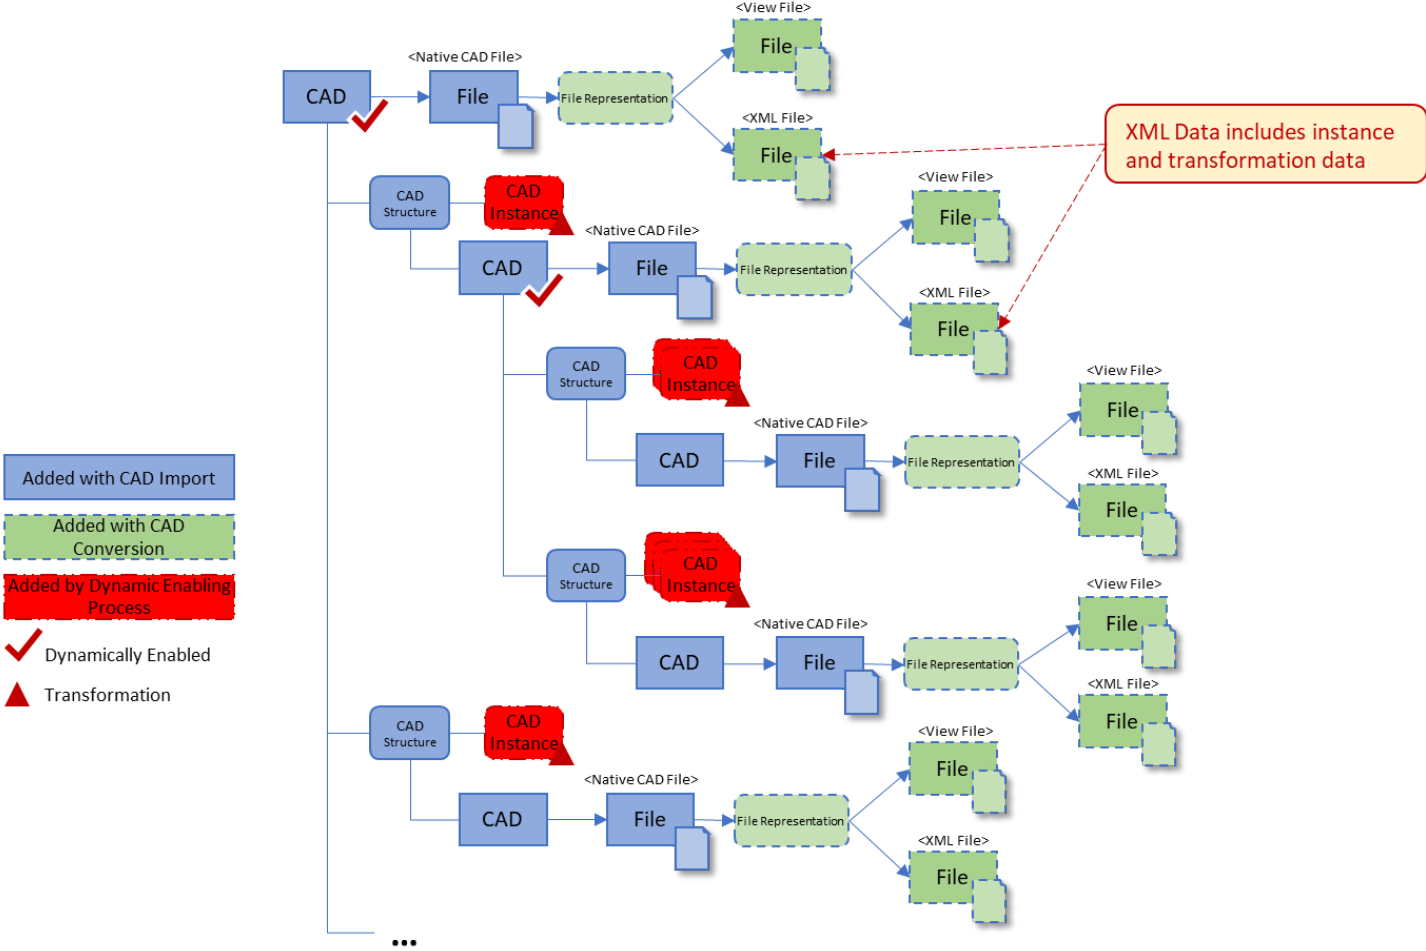 <View File>
File
<Native CAD File>
CAD
File
File Representation
<XML File>
File
XML Data includes instance
and transformation data
CAD
Structure
CAD
Instance
<View File>
File
<Native CAD File>
CAD
File
File Representation
<XML File>
File
CAD
Structure
CAD
Instance
<View File>
File
<Native CAD File>
CAD
File
File Representation
<XML File>
File
Added with CAD Import
Added with CAD
Conversion
Added by Dynamic Enabling
Process
Dynamically Enabled
Transformation
CAD
Structure
CAD
Instance
<View File>
File
<Native CAD File>
CAD
File
File Representation
<XML File>
File
CAD
Structure
CAD
Instance
<View File>
File
<Native CAD File>
CAD
File
File Representation
<XML File>
File
...